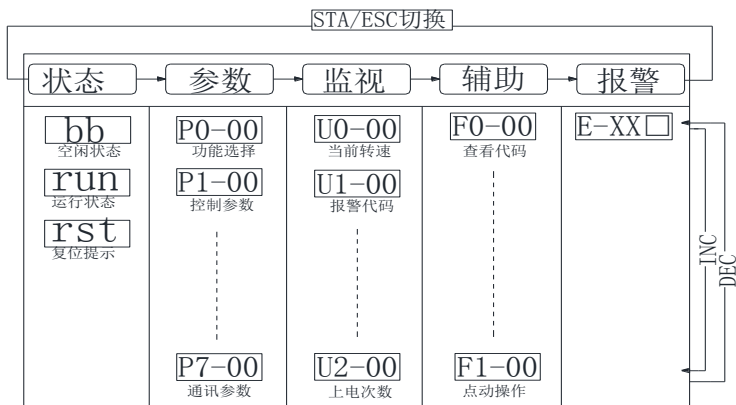 STA/ESC切换
状态 参数 监视 辅助 报警
bb P0-00 U0-00 F0-00 E-XX□
空闲状态 功能选择 当前转速 查看代码
run P1-00 U1-00
运行状态 控制参数 报警代码
rst
复位提示
INC
DEC
P7-00 U2-00 F1-00
通讯参数 上电次数 点动操作